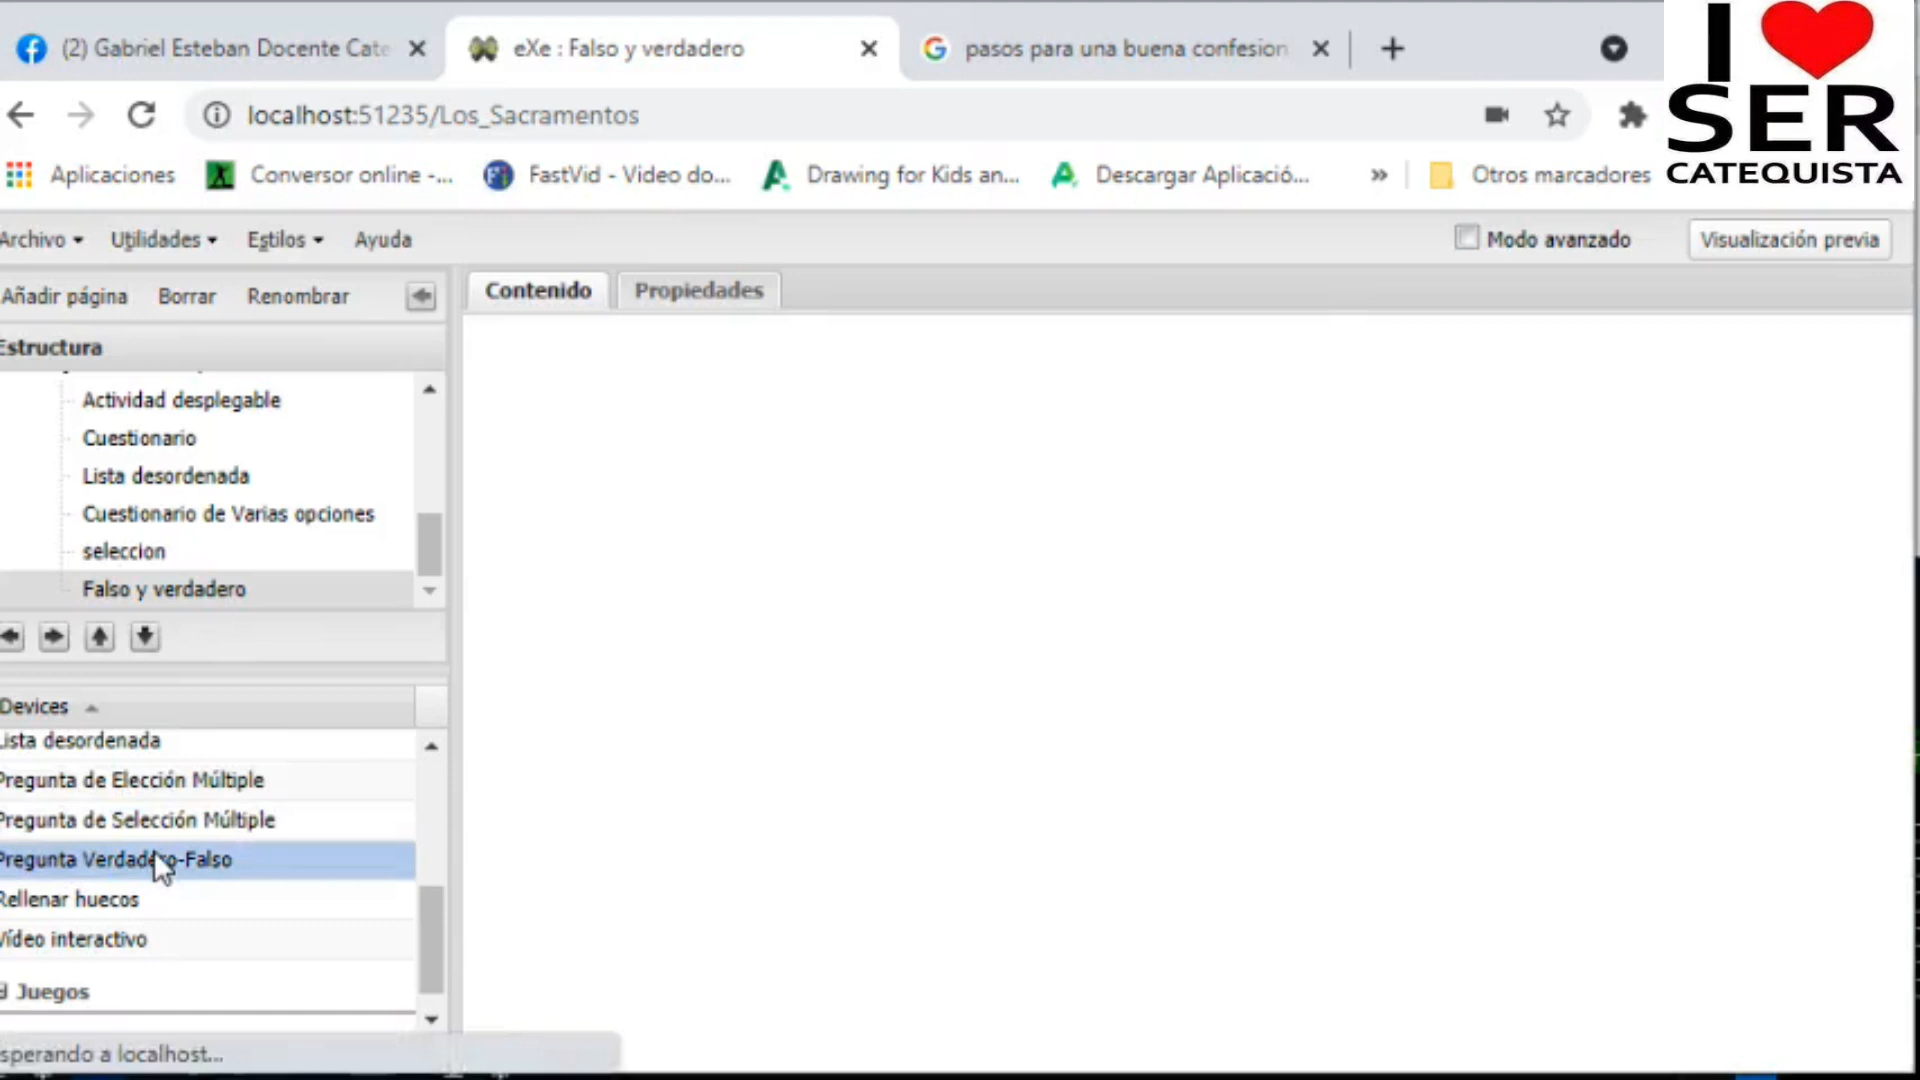 (2) Gabriel Esteban Docente Cate
eXe : Falso y verdadero
pasos para una buena confesion
I
SER
CATEQUISTA
localhost:51235/Los_Sacramentos
Aplicaciones
Conversor online -...
FastVid - Video do...
Drawing for Kids an...
Descargar Aplicació...
»
Otros marcadores
Archivo
Utilidades
Estilos
Ayuda
Modo avanzado
Visualización previa
Añadir página
Borrar
Renombrar
Contenido
Propiedades
Estructura
Actividad desplegable
Cuestionario
Lista desordenada
Cuestionario de Varias opciones
seleccion
Falso y verdadero
Devices
Lista desordenada
Pregunta de Elección Múltiple
Pregunta de Selección Múltiple
Pregunta Verdadero-Falso
Rellenar huecos
Vídeo interactivo
Juegos
sperando a localhost...